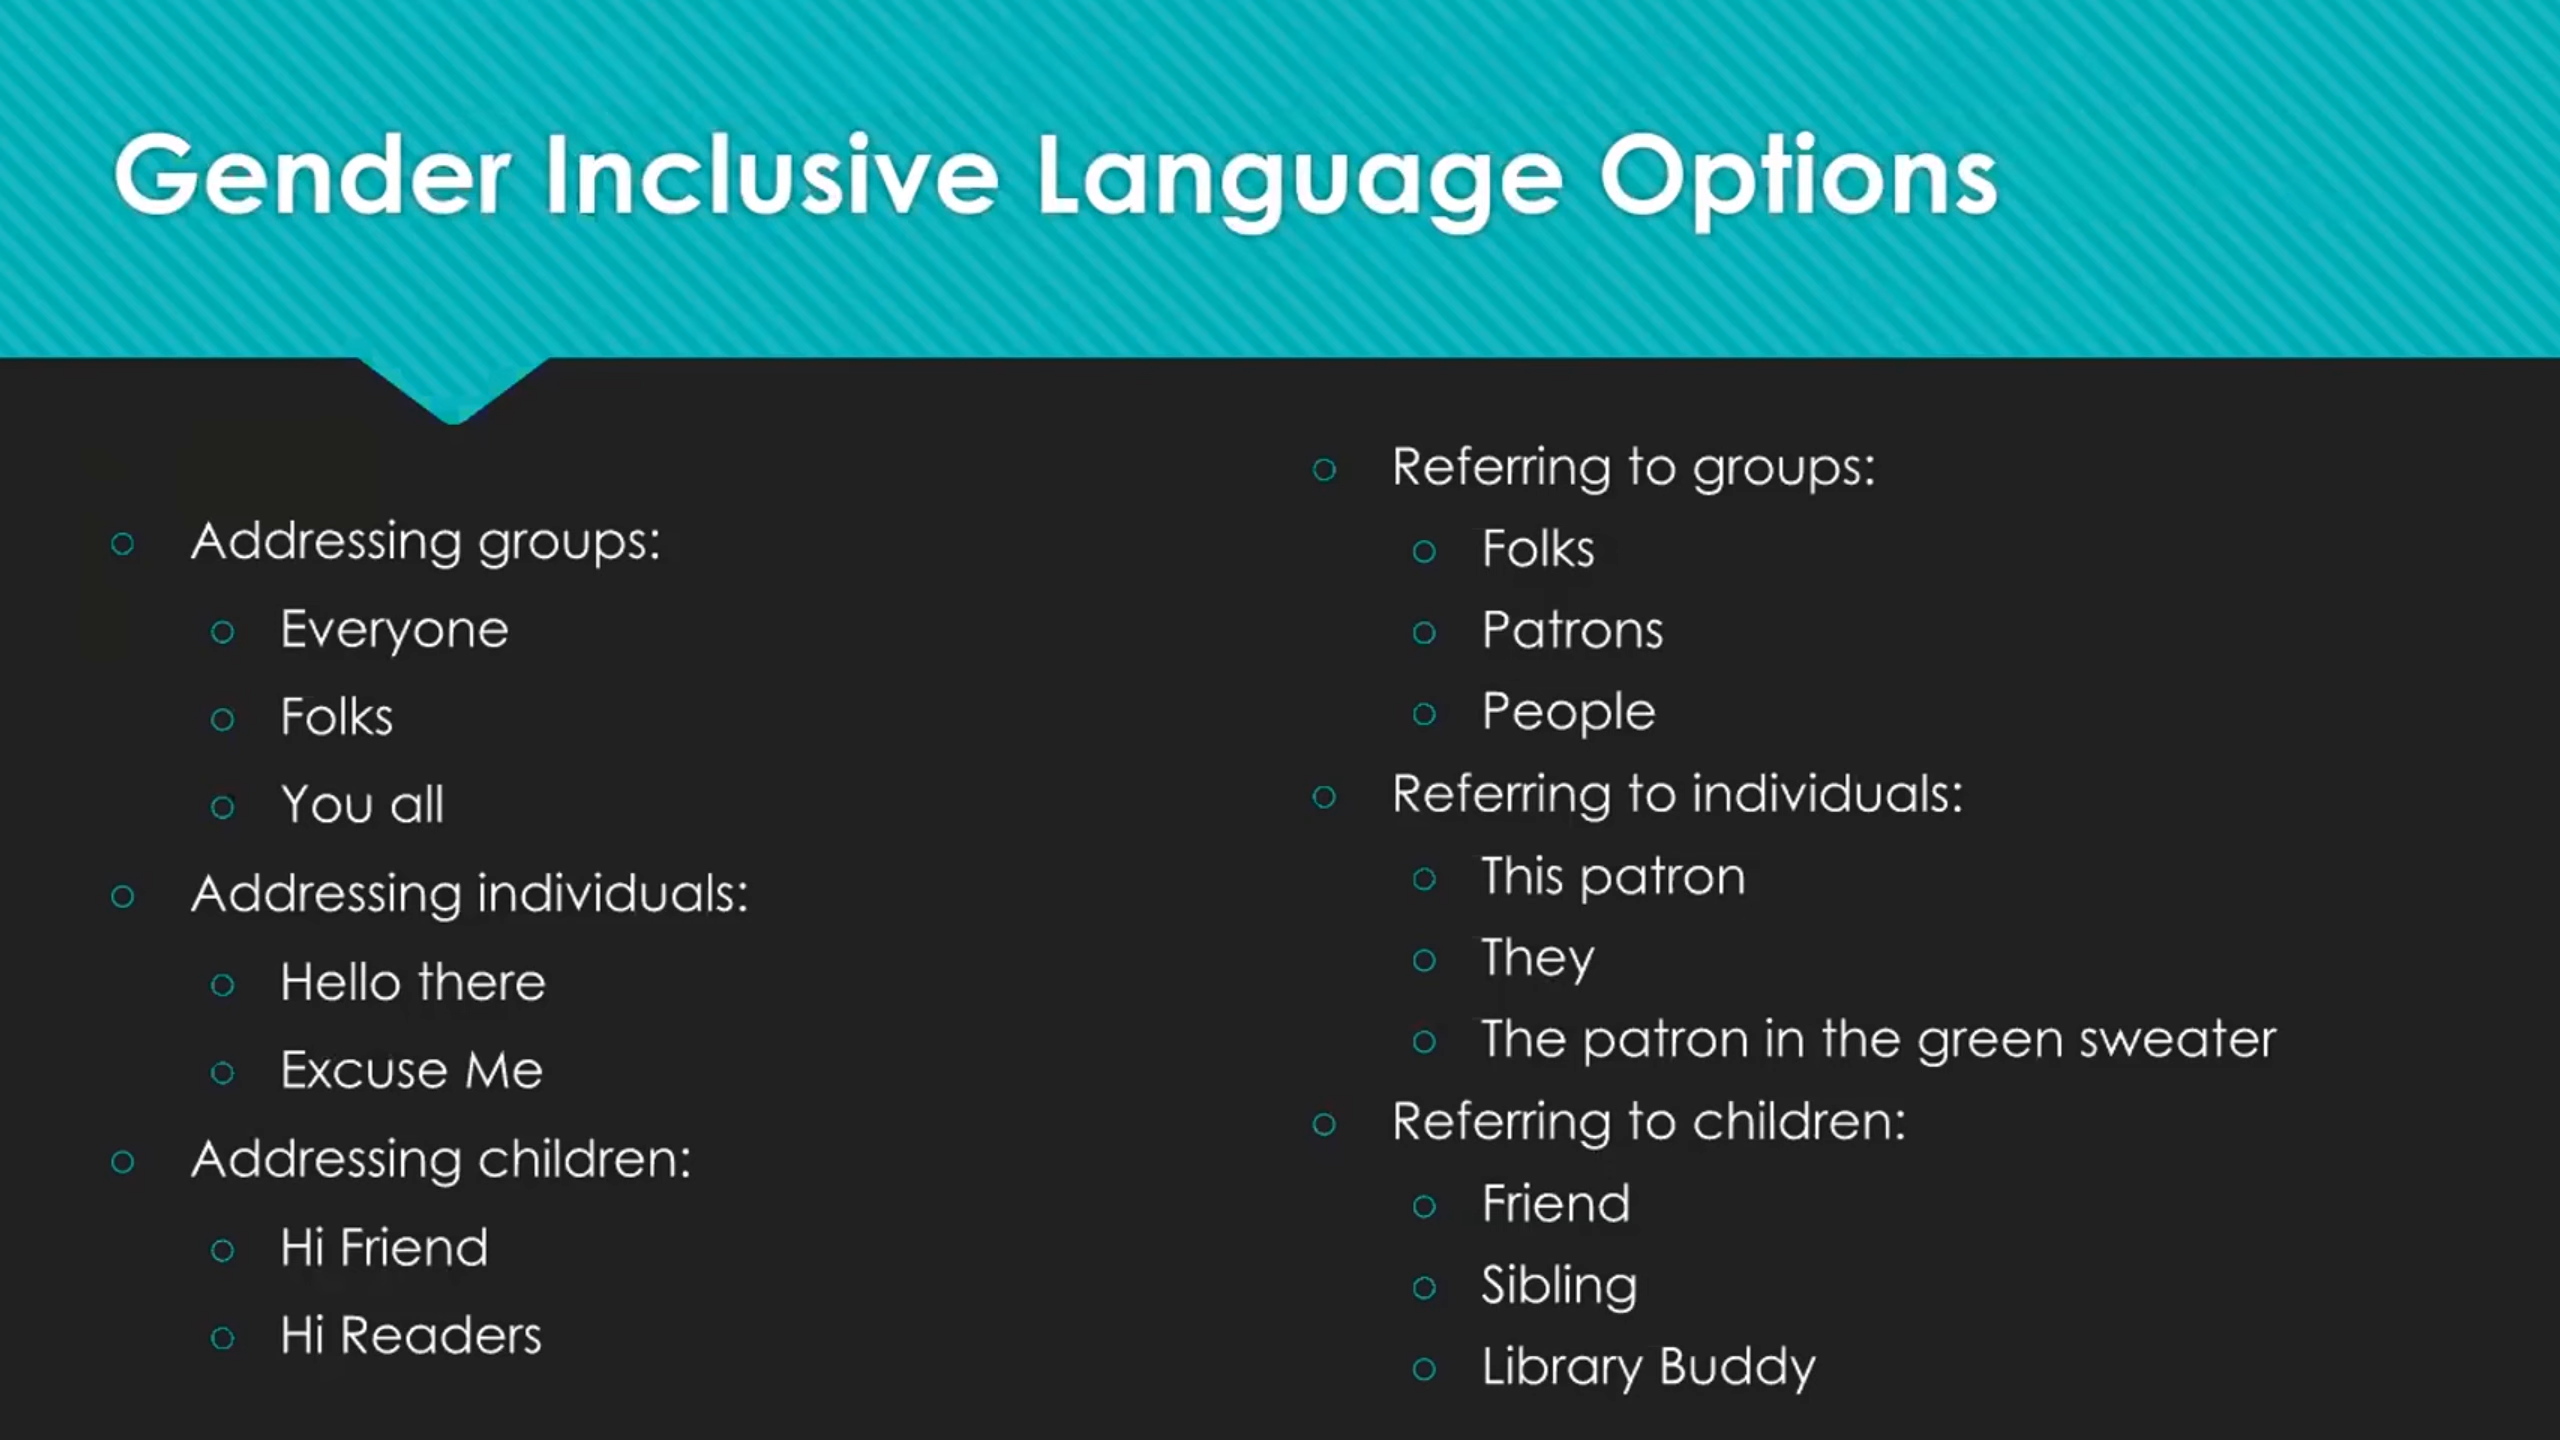 Gender Inclusive Language Options
Addressing groups:
Everyone
Folks
You all
Addressing individuals:
Hello there
Excuse Me
Addressing children:
Hi Friend
Hi Readers
Referring to groups:
Folks
Patrons
People
Referring to individuals:
This patron
They
The patron in the green sweater
Referring to children:
Friend
Sibling
Library Buddy